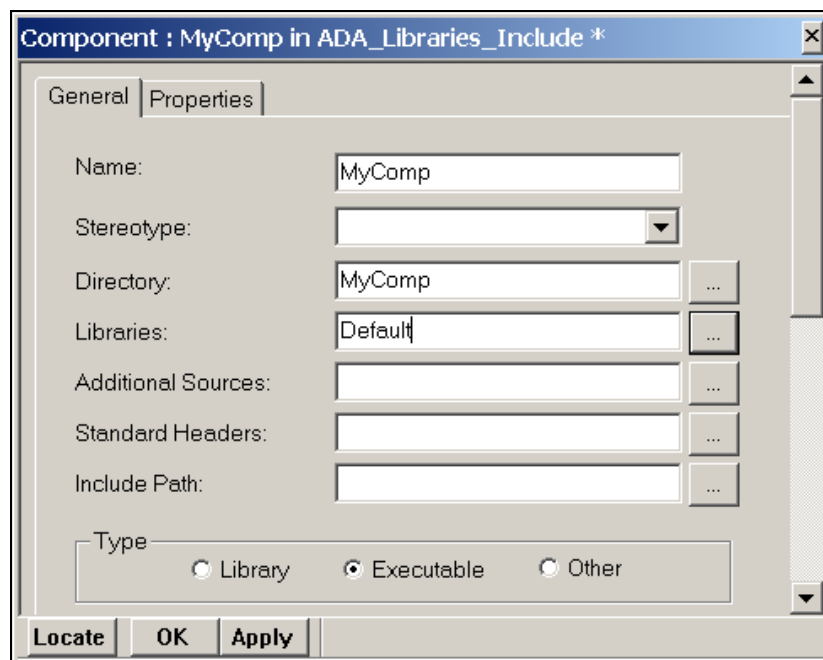 Component : MyComp in ADA_Libraries_Include *
General Properties
Name: MyComp
Stereotype:
Directory: MyComp ...
Libraries: Default ...
Additional Sources: ...
Standard Headers: ...
Include Path: ...
Type
Library Executable Other
Locate OK Apply